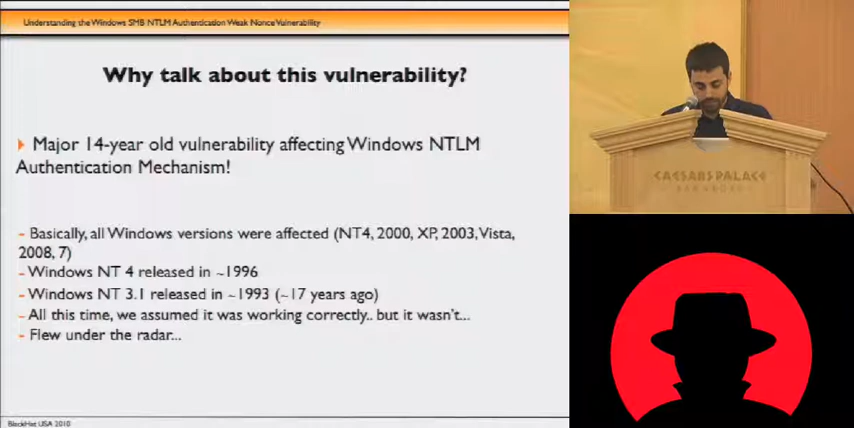 Understanding the Windows SMB NTLM Authentication Weak Nonce Vulnerability
Why talk about this vulnerability?
Major 14-year old vulnerability affecting Windows NTLM
Authentication Mechanism!
- Basically, all Windows versions were affected (NT4, 2000, XP, 2003, Vista,
2008, 7)
- Windows NT 4 released in ~1996
- Windows NT 3.1 released in ~1993 (~17 years ago)
- All this time, we assumed it was working correctly.. but it wasn't...
- Flew under the radar...
BlackHat USA 2010
CAESARS PALACE